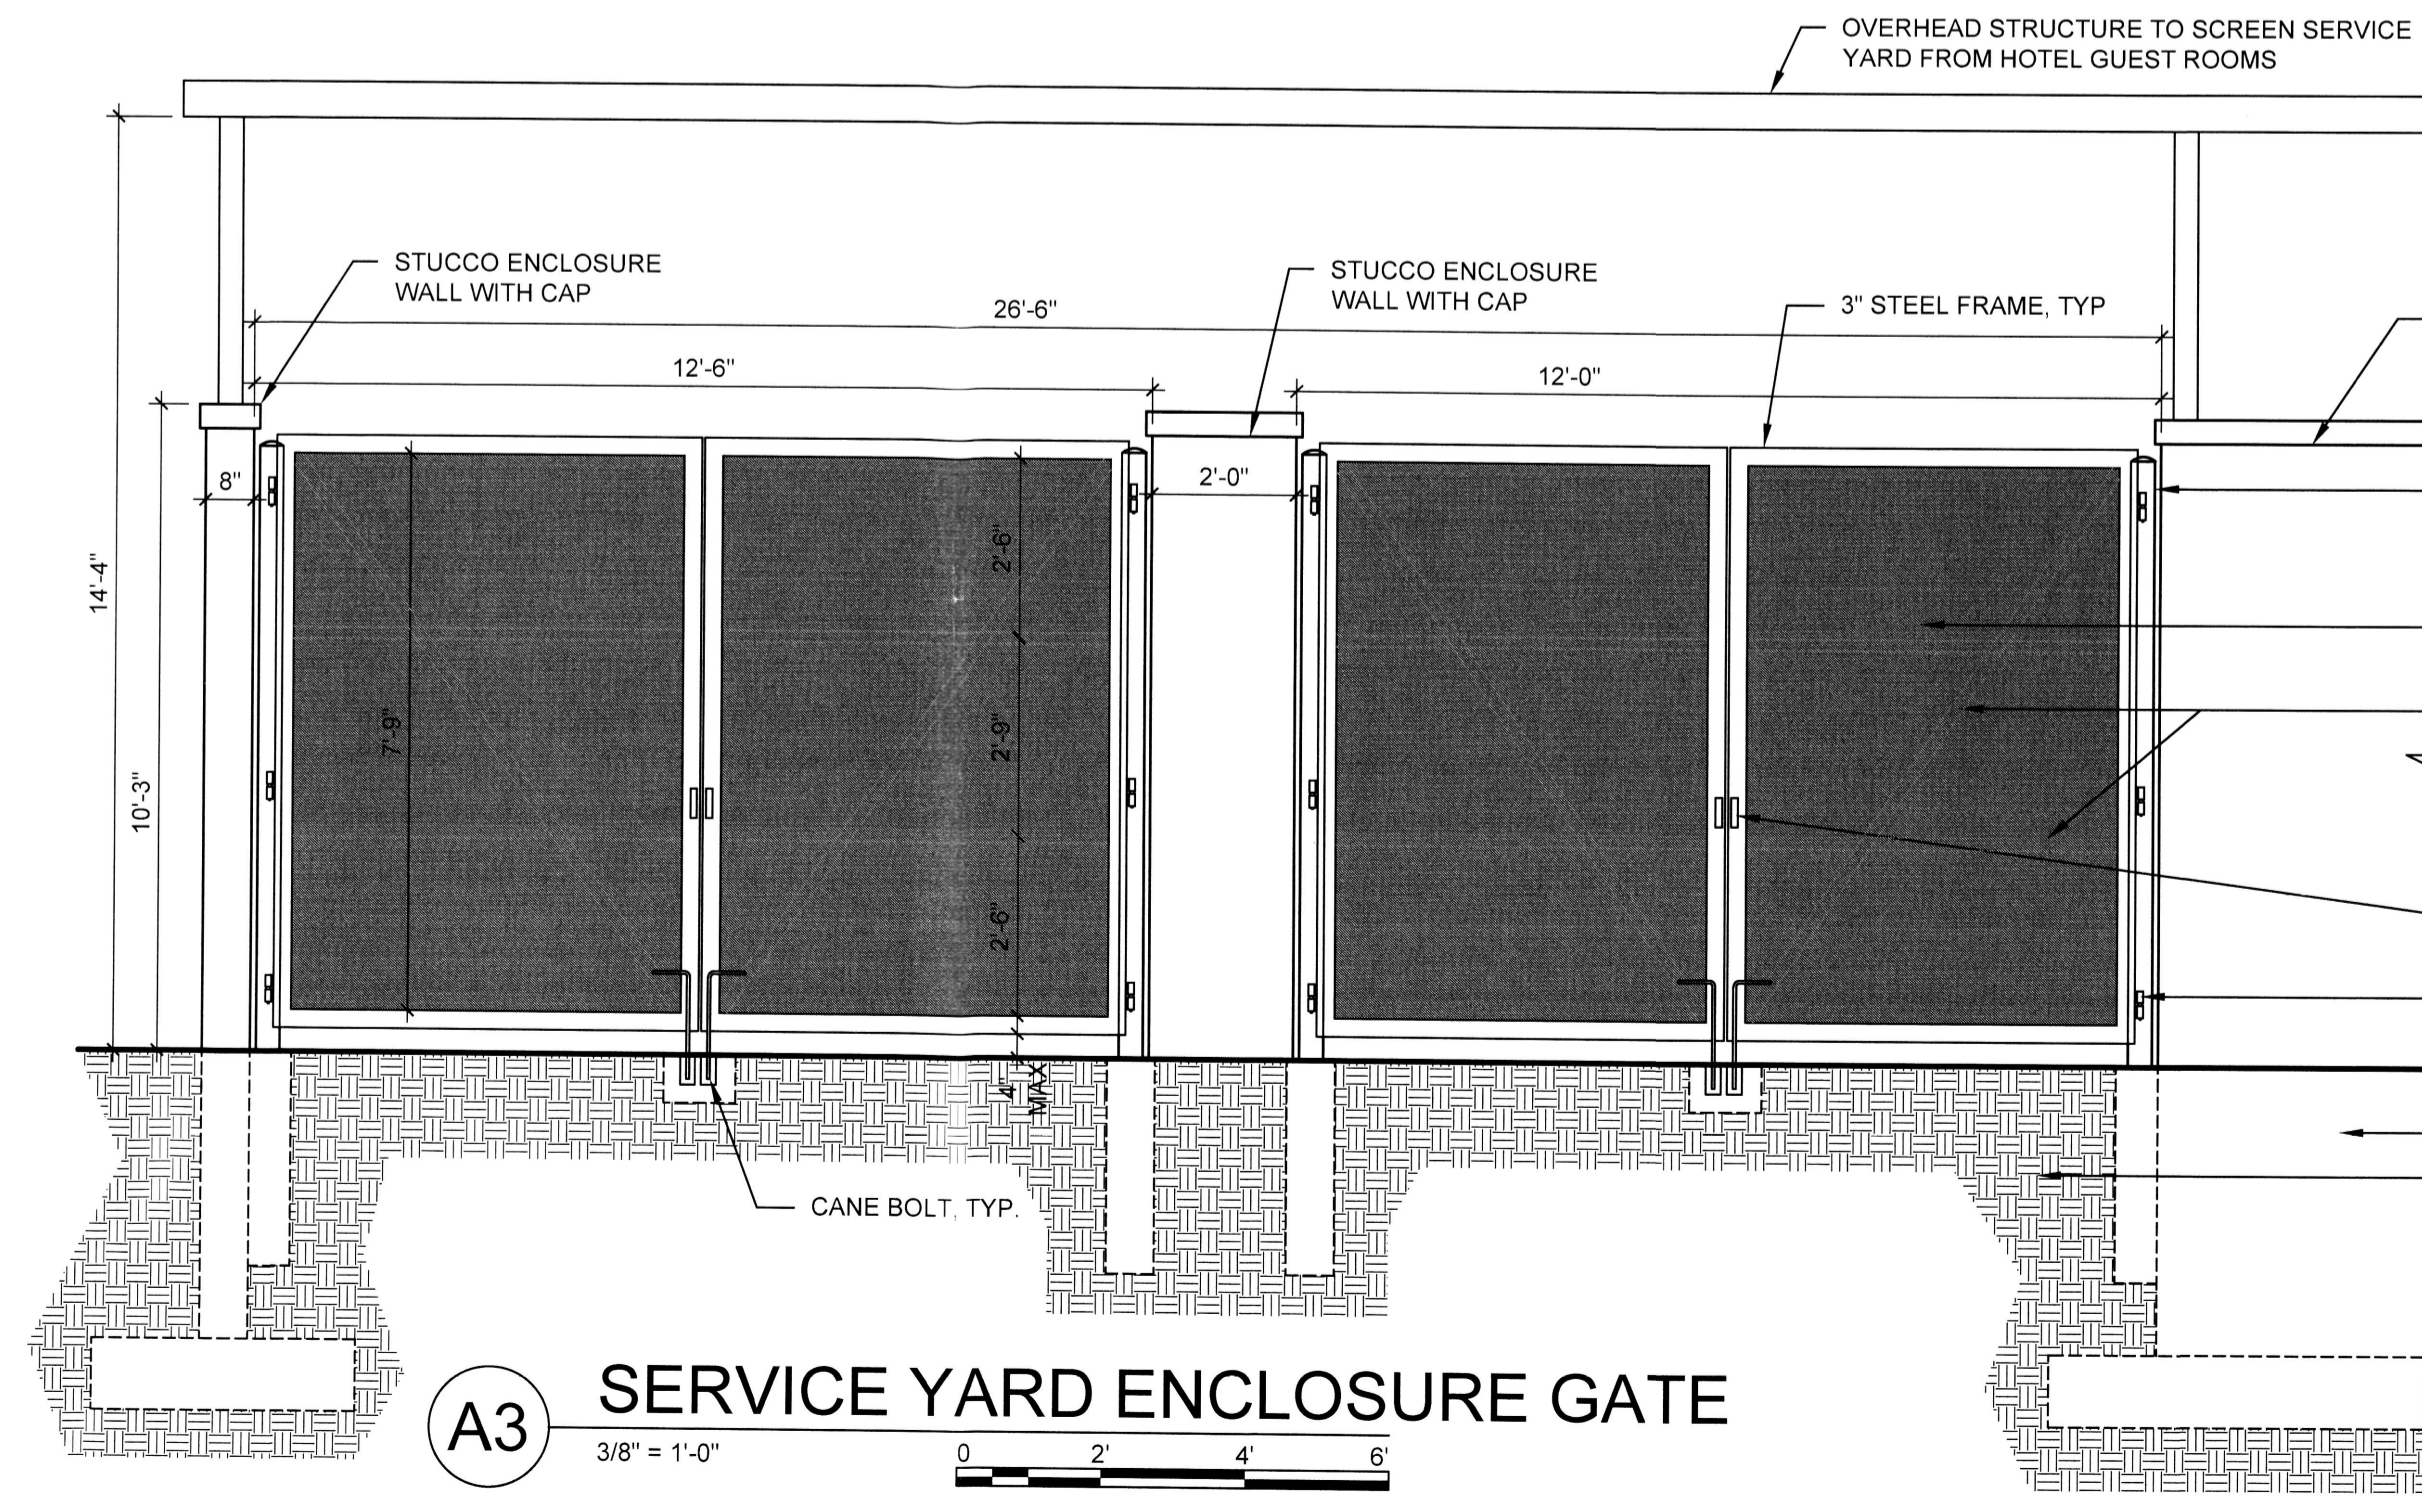 OVERHEAD STRUCTURE TO SCREEN SERVICE
YARD FROM HOTEL GUEST ROOMS
STUCCO ENCLOSURE
WALL WITH CAP
STUCCO ENCLOSURE
WALL WITH CAP
26'-6"
3" STEEL FRAME, TYP
12'-6"
12'-0"
8"
2'-0"
14'-4"
10'-3"
7'-9"
2'-6"
2'-9"
2'-6"
4"
MAX
CANE BOLT, TYP.
A3
SERVICE YARD ENCLOSURE GATE
3/8" = 1'-0"
0 2' 4' 6'